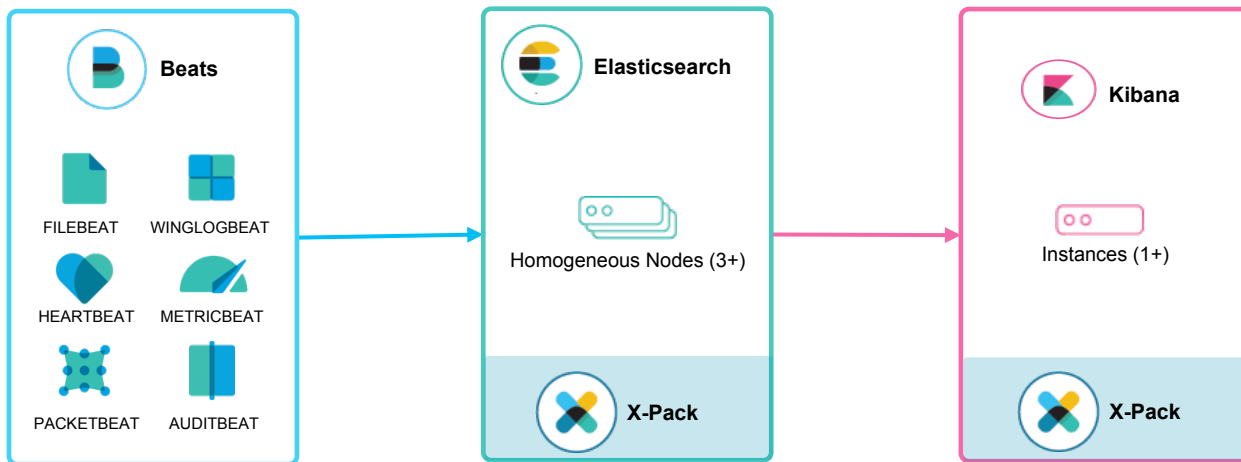 Beats
FILEBEAT
WINGLOGBEAT
HEARTBEAT
METRICBEAT
PACKETBEAT
AUDITBEAT
Elasticsearch
Homogeneous Nodes (3+)
X-Pack
Kibana
Instances (1+)
X-Pack